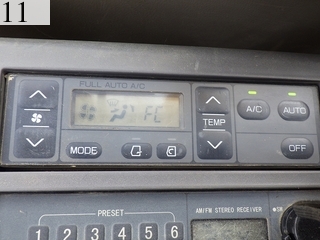 11
FULL AUTO A/C
FC
A/C
AUTO
TEMP
MODE
OFF
PRESET
AM/FM STEREO RECEIVER
1 2 3 4 5 6